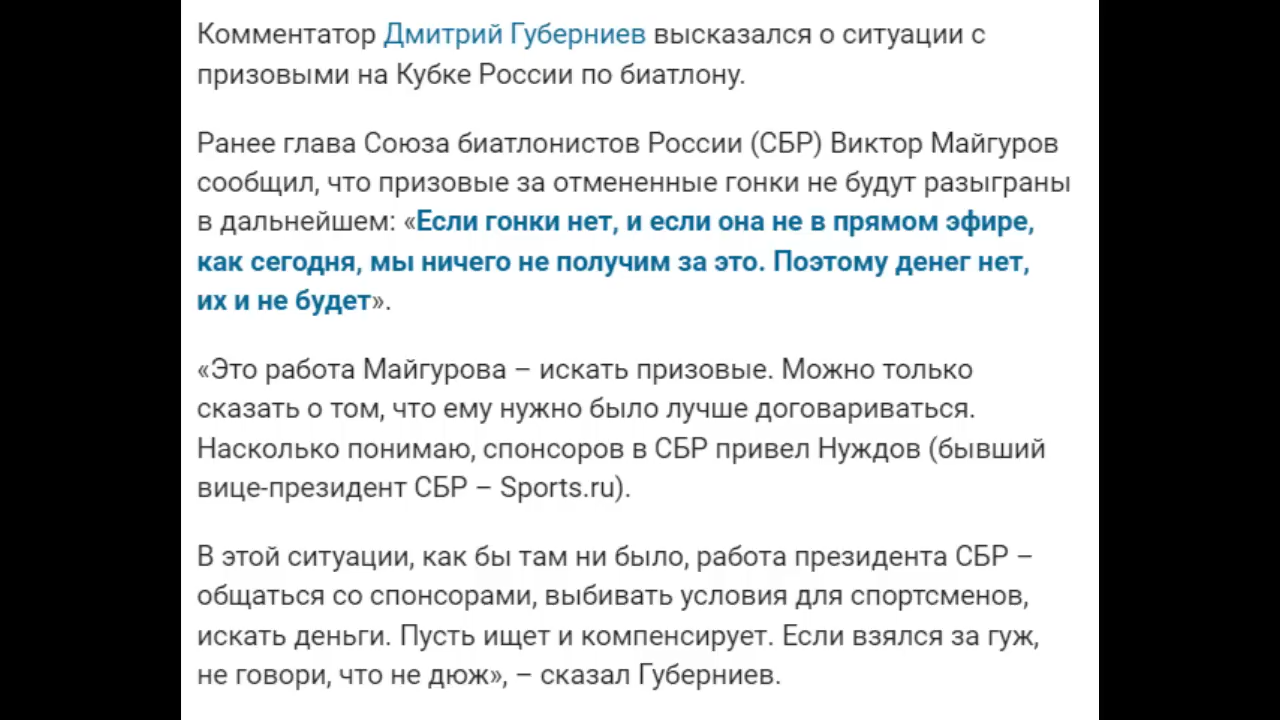 Комментатор Дмитрий Губерниев высказался о ситуации с
призовыми на Кубке России по биатлону.
Ранее глава Союза биатлонистов России (СБР) Виктор Майгуров
сообщил, что призовые за отмененные гонки не будут разыграны
в дальнейшем: «Если гонки нет, и если она не в прямом эфире,
как сегодня, мы ничего не получим за это. Поэтому денег нет,
их и не будет».
«Это работа Майгурова – искать призовые. Можно только
сказать о том, что ему нужно было лучше договариваться.
Насколько понимаю, спонсоров в СБР привел Нуждов (бывший
вице-президент СБР – Sports.ru).
В этой ситуации, как бы там ни было, работа президента СБР –
общаться со спонсорами, выбивать условия для спортсменов,
искать деньги. Пусть ищет и компенсирует. Если взялся за гуж,
не говори, что не дюж», – сказал Губерниев.